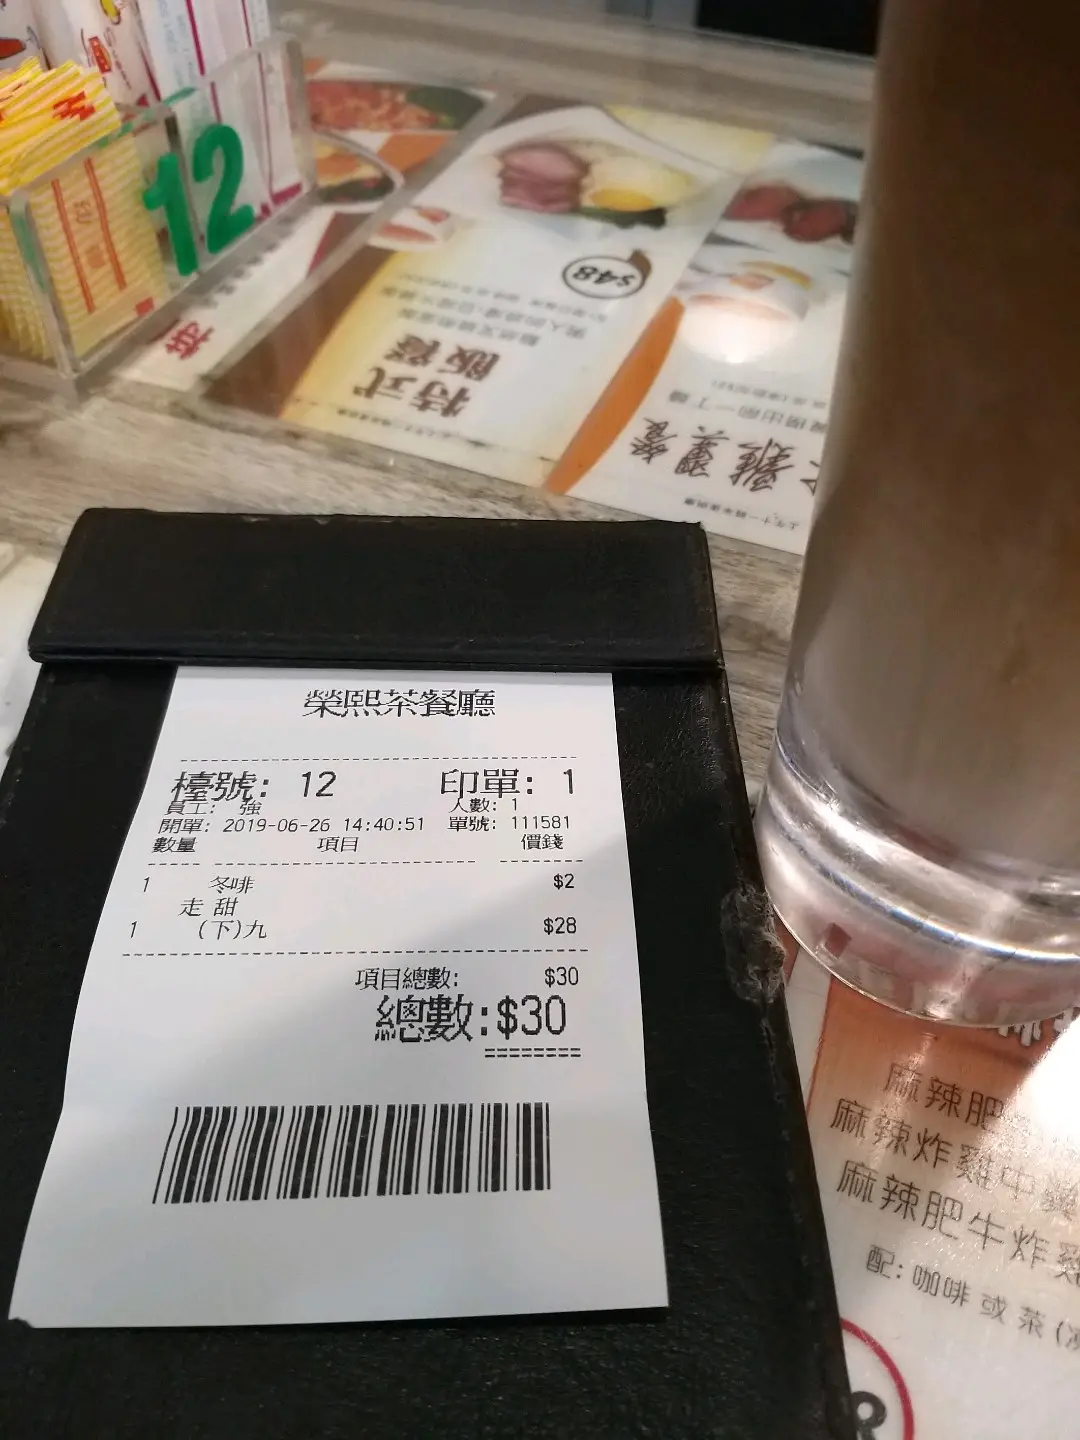 12
特
$48
特式
飯餐
榮熙茶餐廳
檯號: 12 印單: 1
員工: 強 人數: 1
開單: 2019-06-26 14:40:51 單號: 111581
數量 項目 價錢
1 冬啡 $2
走 甜
1 (下)九 $28
項目總數: $30
總數:$30
麻辣肥
麻辣炸雞中
麻辣肥牛炸雞
配: 咖啡 或 茶 (